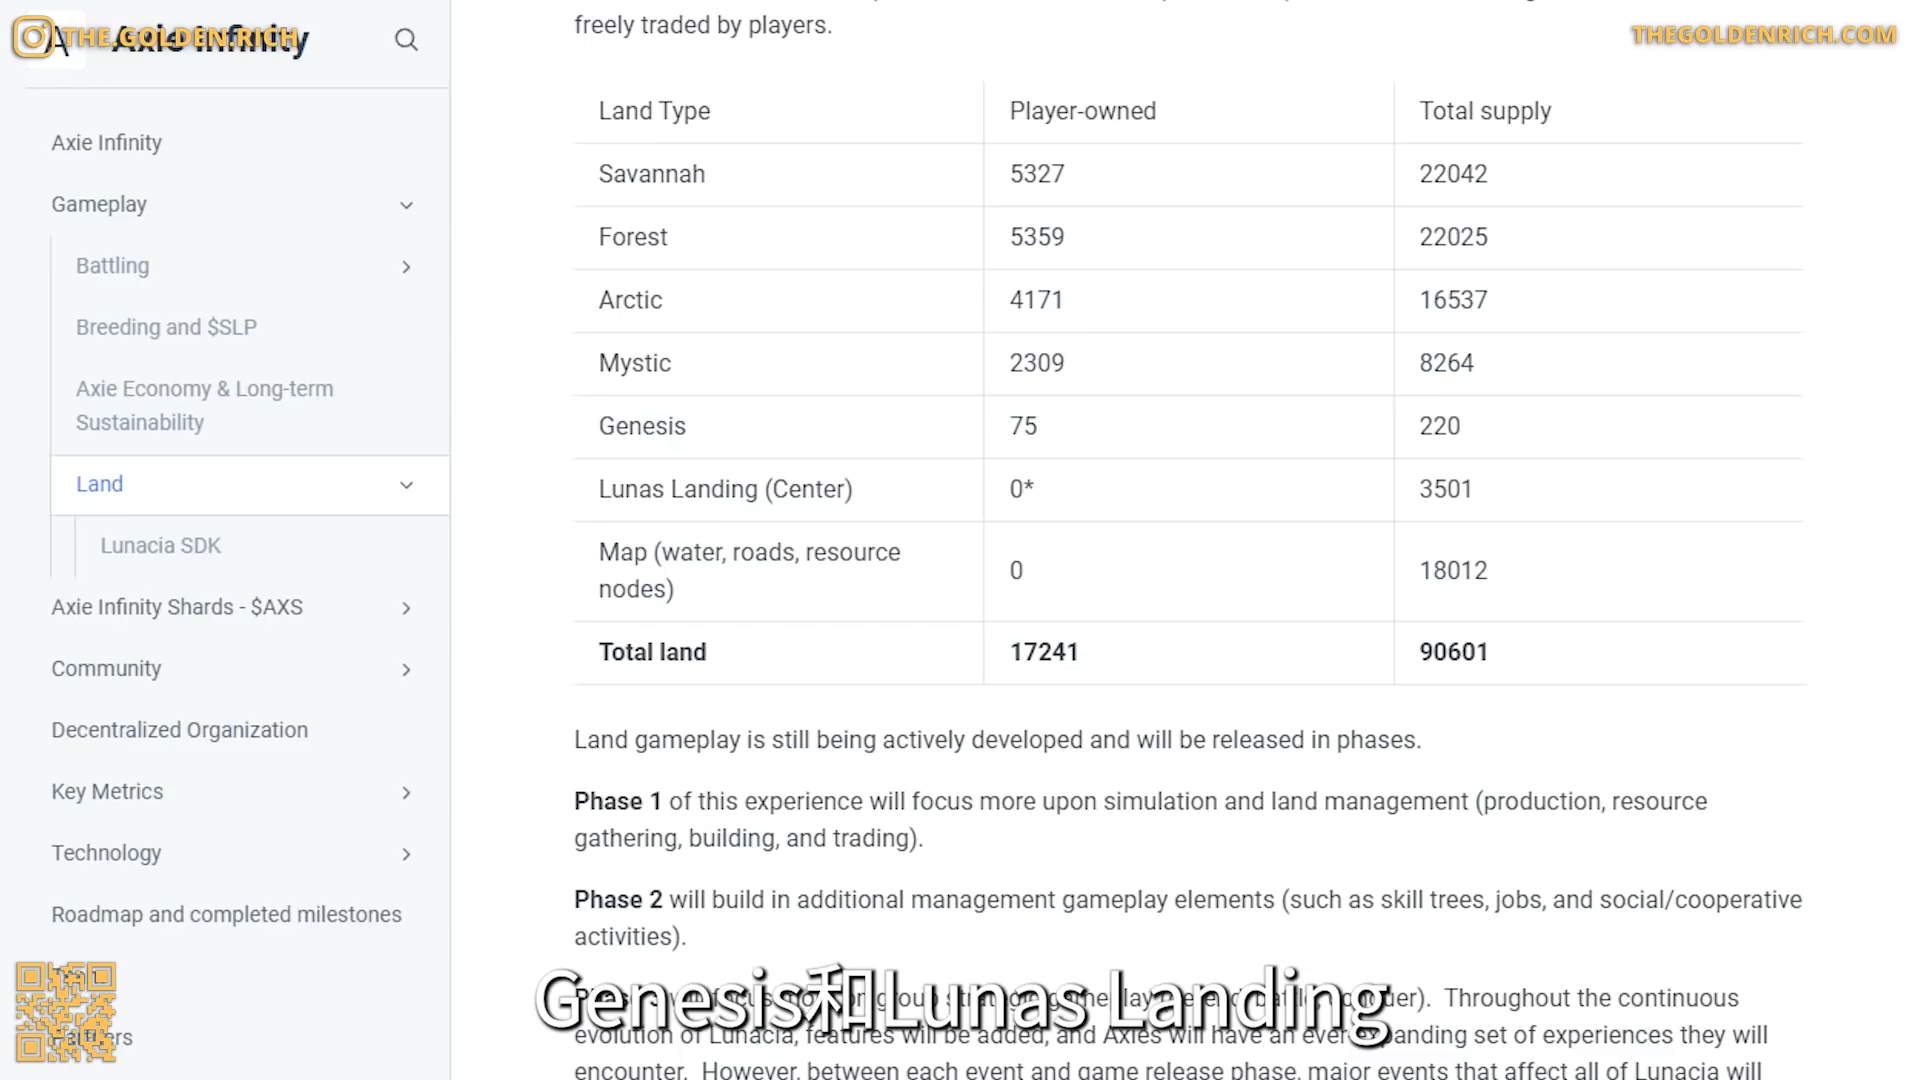 THE.GOLDEN.RICH
Axie Infinity
THEGOLDENRICH.COM
Axie Infinity
Gameplay
Battling
Breeding and $SLP
Axie Economy & Long-term
Sustainability
Land
Lunacia SDK
Axie Infinity Shards - $AXS
Community
Decentralized Organization
Key Metrics
Technology
Roadmap and completed milestones
freely traded by players.
Land Type Player-owned Total supply
Savannah 5327 22042
Forest 5359 22025
Arctic 4171 16537
Mystic 2309 8264
Genesis 75 220
Lunas Landing (Center) 0* 3501
Map (water, roads, resource
nodes) 0 18012
Total land 17241 90601
Land gameplay is still being actively developed and will be released in phases.
Phase 1 of this experience will focus more upon simulation and land management (production, resource
gathering, building, and trading).
Phase 2 will build in additional management gameplay elements (such as skill trees, jobs, and social/cooperative
activities).
Throughout the continuous
evolution of Lunacia, features will be added, and Axies will have an ever-expanding set of experiences they will
encounter. However, between each event and game release phase, major events that affect all of Lunacia will
Genesis和Lunas Landing